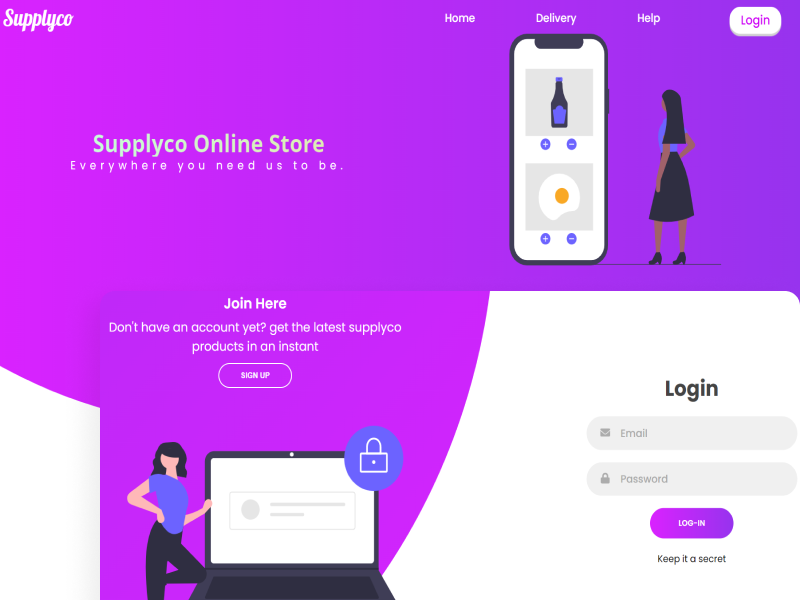 Supplyco
Home
Delivery
Help
Login
Supplyco Online Store
Everywhere you need us to be.
Join Here
Don't have an account yet? get the latest supplyco
products in an instant
SIGN UP
Login
Email
Password
LOG-IN
Keep it a secret